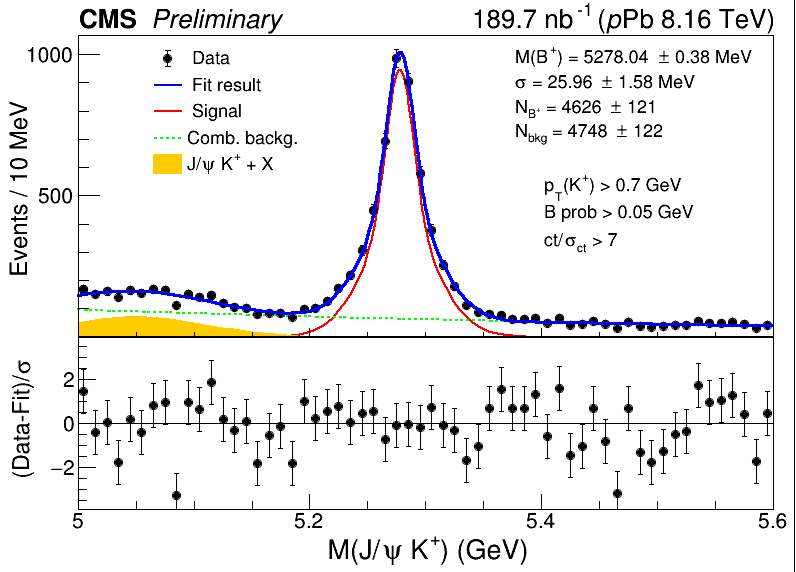 CMS Preliminary 189.7 nb⁻¹ (pPb 8.16 TeV)
Events / 10 MeV
1000
500
Data
Fit result
Signal
Comb. backg.
J/ψ K⁺ + X
M(B⁺) = 5278.04 ± 0.38 MeV
σ = 25.96 ± 1.58 MeV
N_B⁺ = 4626 ± 121
N_bkg = 4748 ± 122
p_T(K⁺) > 0.7 GeV
B prob > 0.05 GeV
ct/σ_ct > 7
(Data-Fit)/σ
2
0
−2
5 5.2 5.4 5.6
M(J/ψ K⁺) (GeV)